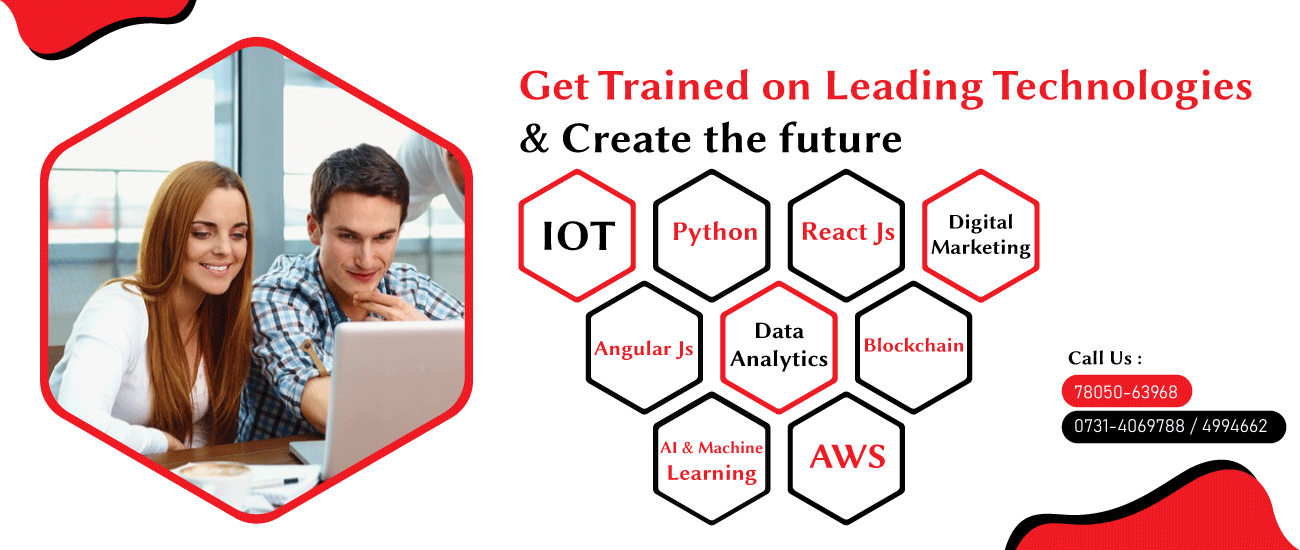 Get Trained on Leading Technologies
& Create the future
IOT
Python
React Js
Digital
Marketing
Angular Js
Data
Analytics
Blockchain
AI & Machine
Learning
AWS
Call Us :
78050-63968
0731-4069788 / 4994662